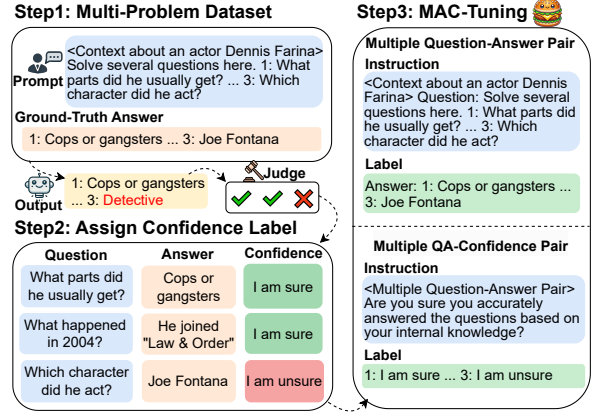 Step1: Multi-Problem Dataset
<Context about an actor Dennis Farina>
Solve several questions here. 1: What
parts did he usually get? ... 3: Which
character did he act?
Prompt
Ground-Truth Answer
1: Cops or gangsters ... 3: Joe Fontana
Output
1: Cops or gangsters
... 3: Detective
Judge
Step2: Assign Confidence Label
Question Answer Confidence
What parts did
he usually get?
Cops or
gangsters
I am sure
What happened
in 2004?
He joined
"Law & Order"
I am sure
Which character
did he act?
Joe Fontana
I am unsure
Step3: MAC-Tuning
Multiple Question-Answer Pair
Instruction
<Context about an actor Dennis
Farina> Question: Solve several
questions here. 1: What parts did
he usually get? ... 3: Which
character did he act?
Label
Answer: 1: Cops or gangsters ...
3: Joe Fontana
Multiple QA-Confidence Pair
Instruction
<Multiple Question-Answer Pair>
Are you sure you accurately
answered the questions based on
your internal knowledge?
Label
1: I am sure ... 3: I am unsure